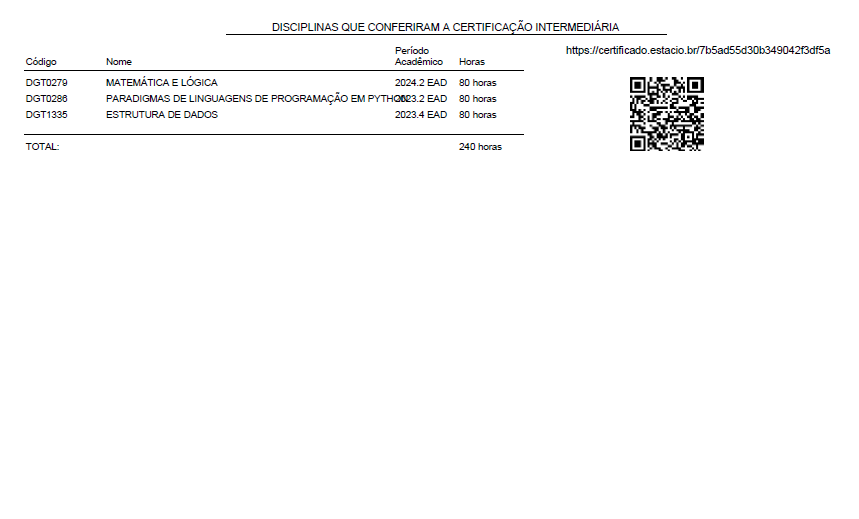 DISCIPLINAS QUE CONFERIRAM A CERTIFICAÇÃO INTERMEDIÁRIA
https://certificado.estacio.br/7b5ad55d30b349042f3df5a
Código Nome Período Acadêmico Horas
DGT0279 MATEMÁTICA E LÓGICA 2024.2 EAD 80 horas
DGT0286 PARADIGMAS DE LINGUAGENS DE PROGRAMAÇÃO EM PYTHON 2023.2 EAD 80 horas
DGT1335 ESTRUTURA DE DADOS 2023.4 EAD 80 horas
TOTAL: 240 horas